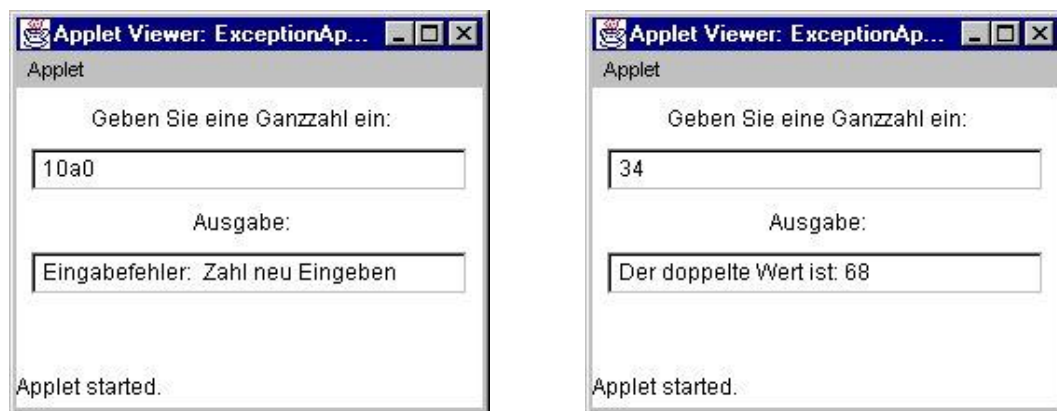 Applet Viewer: ExceptionAp...
Applet
Geben Sie eine Ganzzahl ein:
10a0
Ausgabe:
Eingabefehler: Zahl neu Eingeben
Applet started.
Applet Viewer: ExceptionAp...
Applet
Geben Sie eine Ganzzahl ein:
34
Ausgabe:
Der doppelte Wert ist: 68
Applet started.